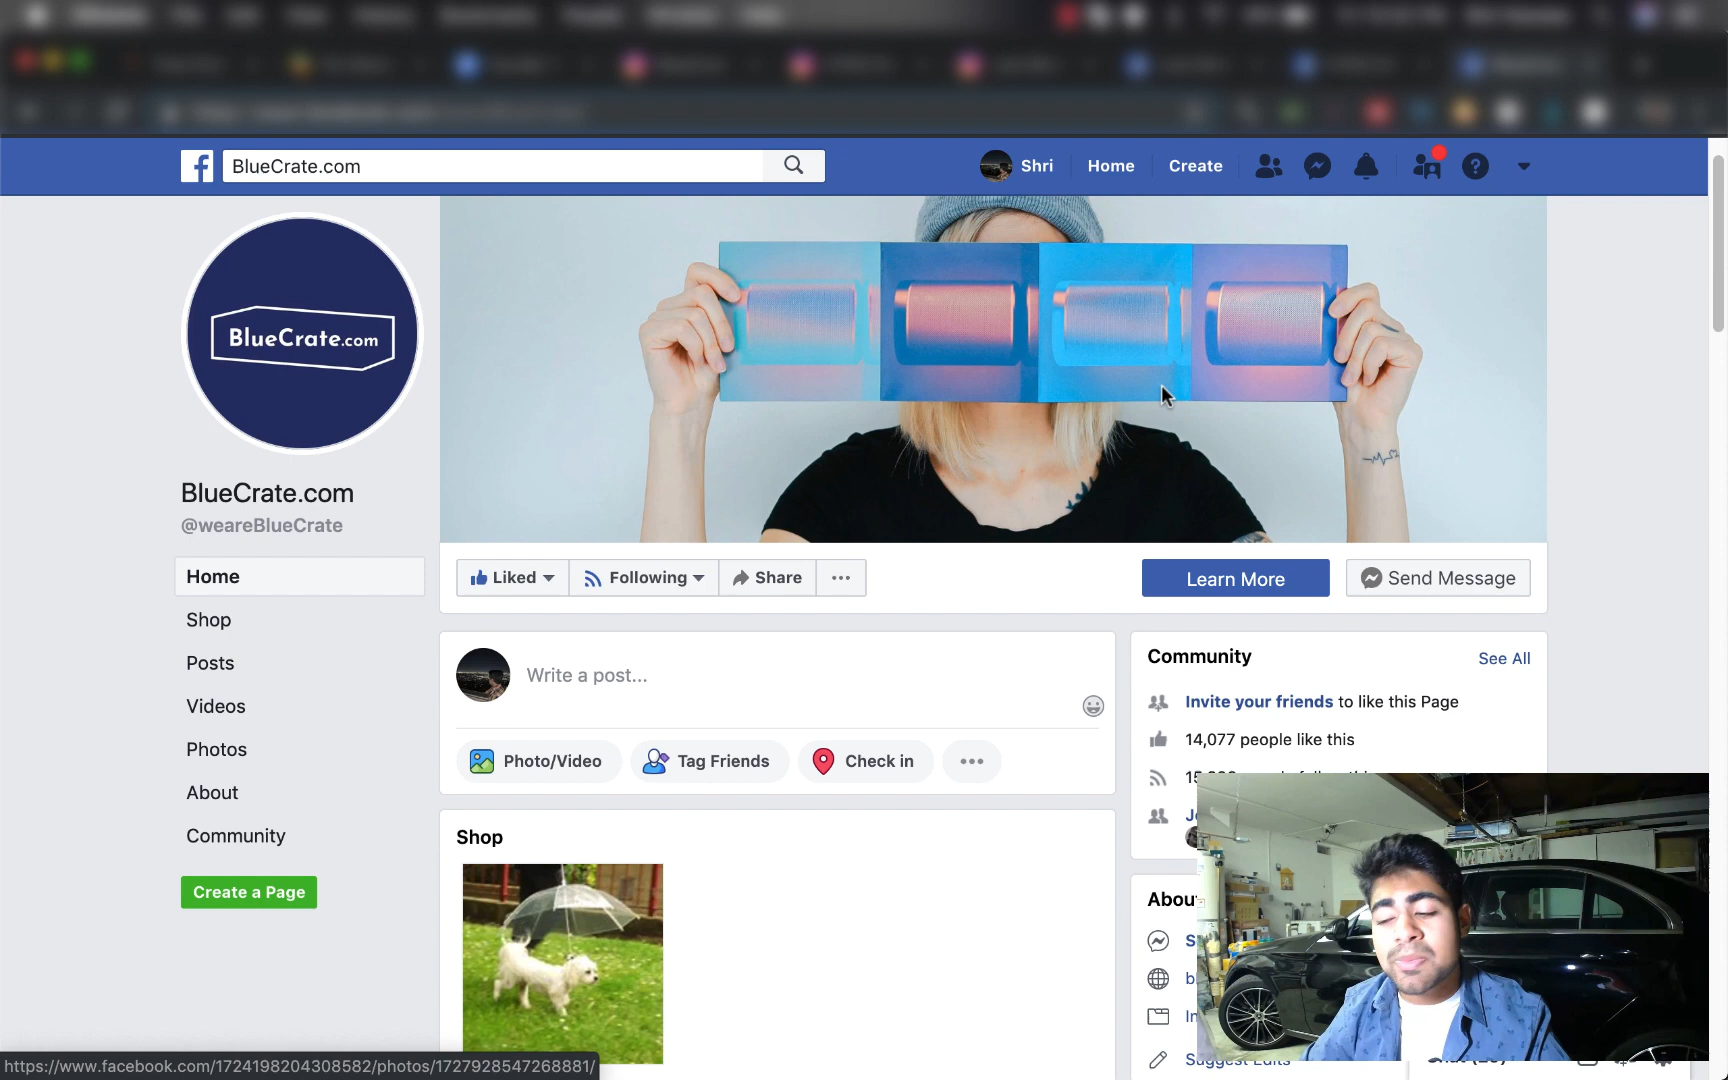 BlueCrate.com
Shri
Home
Create
BlueCrate.com
BlueCrate.com
@weareBlueCrate
Home
Shop
Posts
Videos
Photos
About
Community
Create a Page
Liked
Following
Share
Learn More
Send Message
Write a post...
Photo/Video
Tag Friends
Check in
Shop
Community
See All
Invite your friends to like this Page
14,077 people like this
About
Suggest Edits
https://www.facebook.com/1724198204308582/photos/1727928547268881/